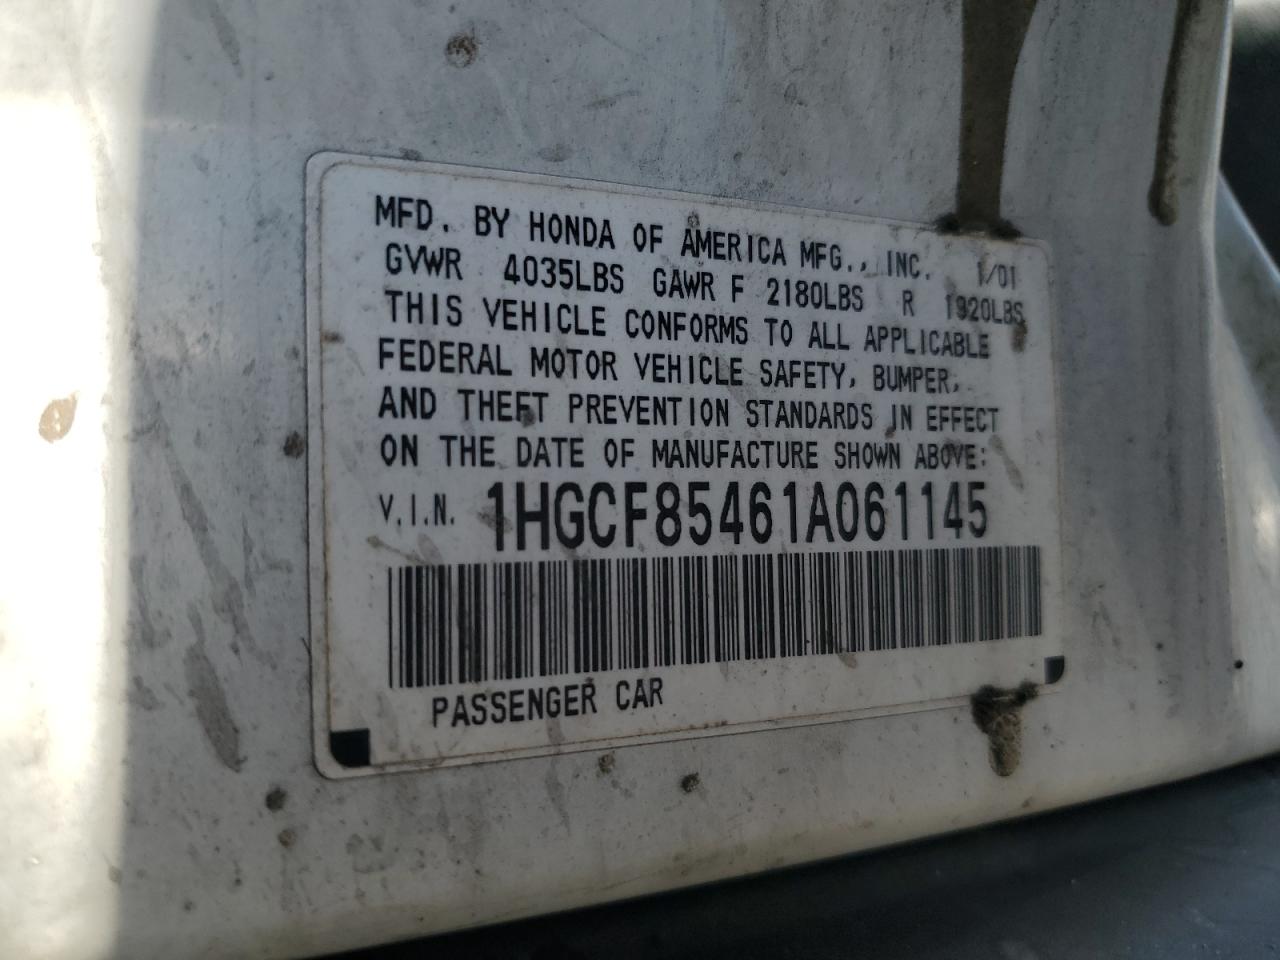 MFD. BY HONDA OF AMERICA MFG., INC. 1/01
GVWR 4035LBS GAWR F 2180LBS R 1920LBS
THIS VEHICLE CONFORMS TO ALL APPLICABLE
FEDERAL MOTOR VEHICLE SAFETY, BUMPER,
AND THEFT PREVENTION STANDARDS IN EFFECT
ON THE DATE OF MANUFACTURE SHOWN ABOVE:
V.I.N. 1HGCF85461A061145
PASSENGER CAR